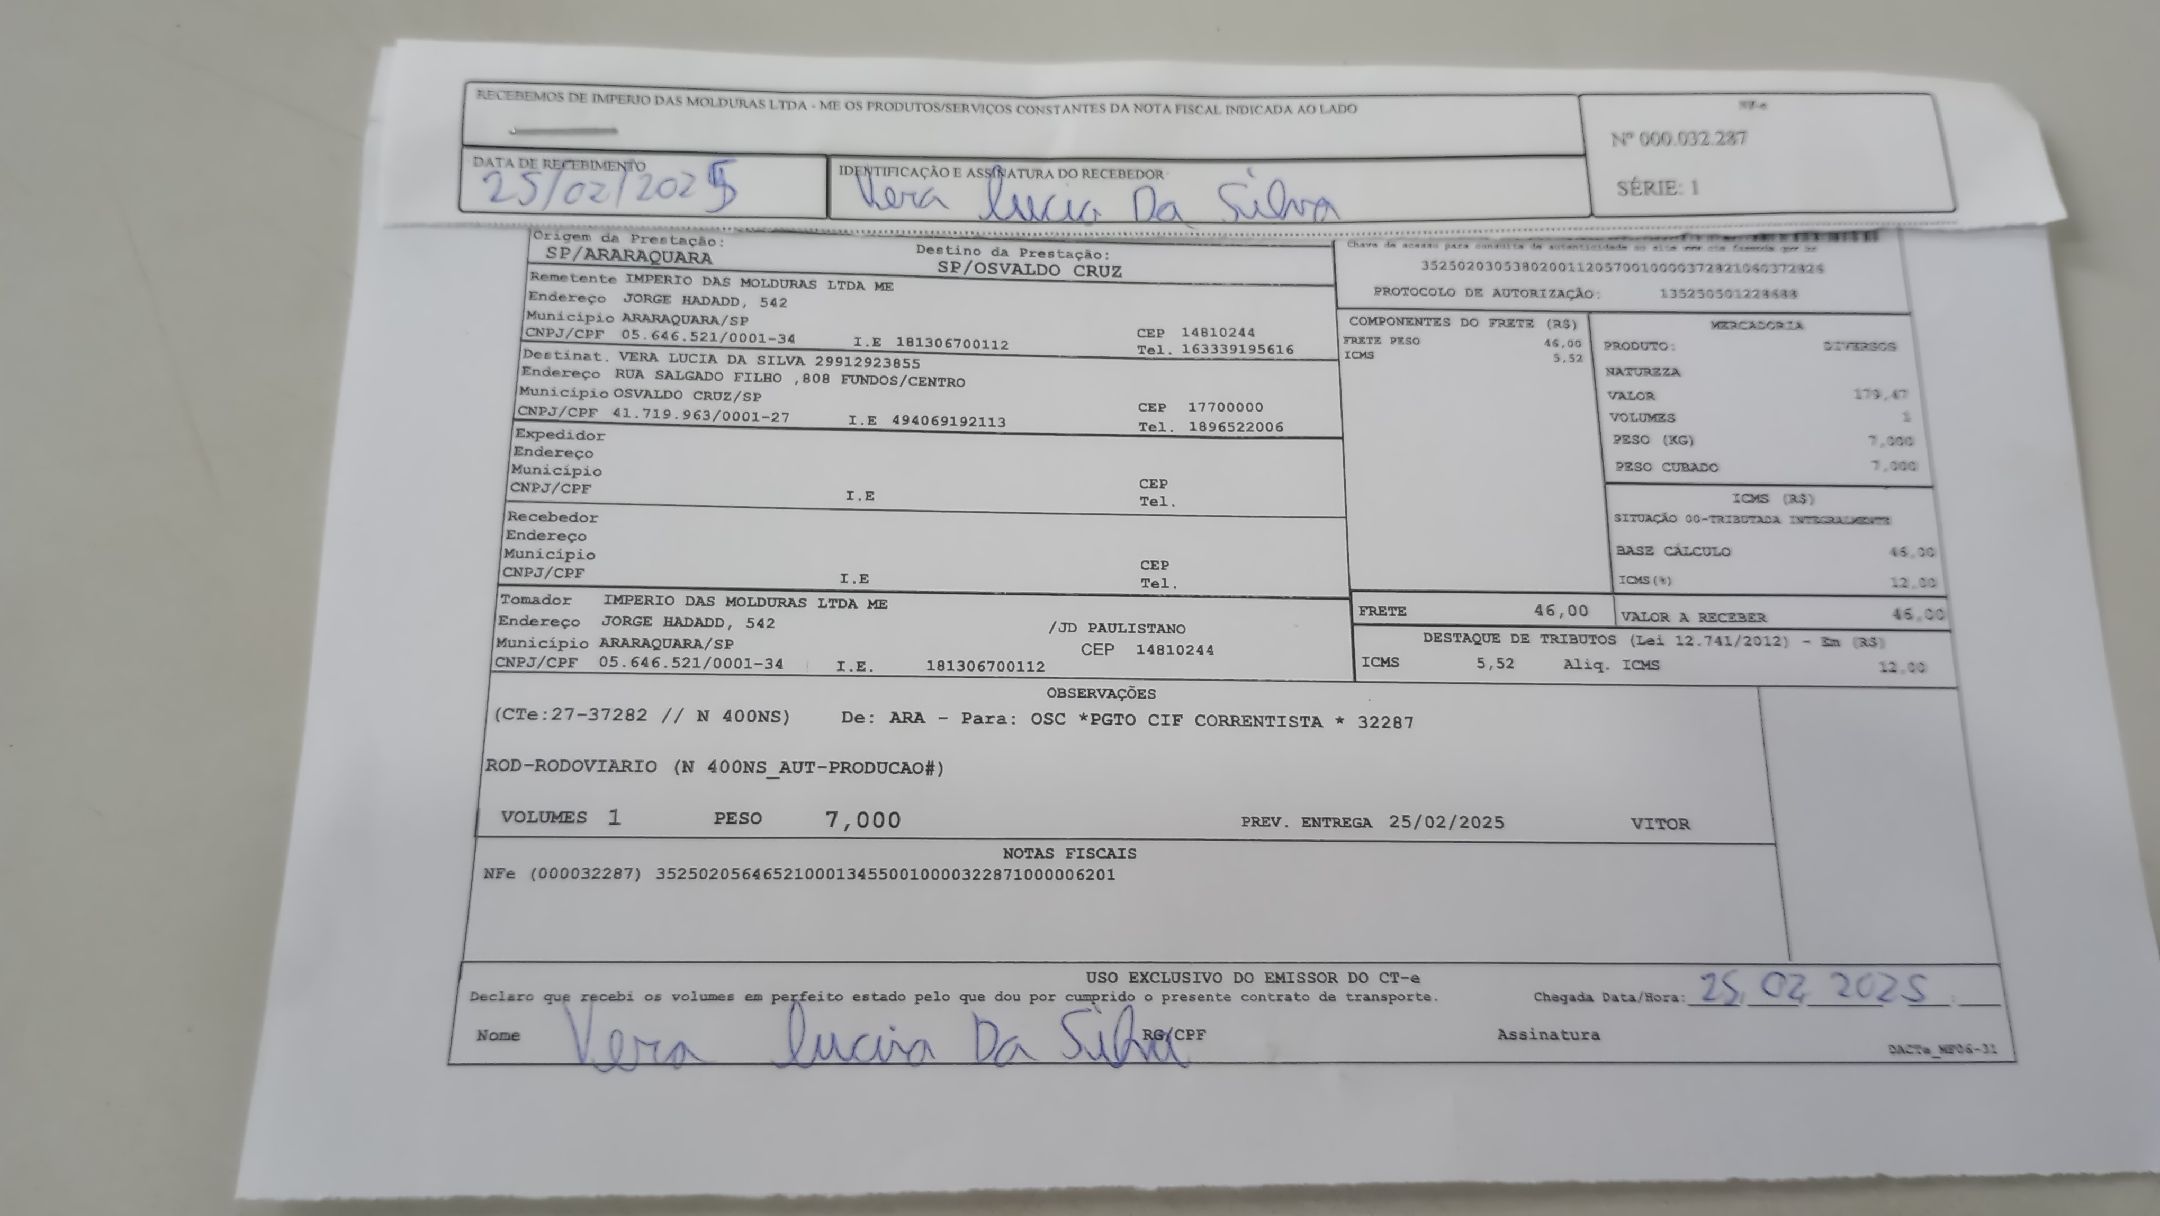 RECEBEMOS DE IMPERIO DAS MOLDURAS LTDA - ME OS PRODUTOS/SERVIÇOS CONSTANTES DA NOTA FISCAL INDICADA AO LADO
NF-e
Nº 000.032.287
SÉRIE: 1
DATA DE RECEBIMENTO
25/02/2025
IDENTIFICAÇÃO E ASSINATURA DO RECEBEDOR
Vera Lucia Da Silva
Origem da Prestação:
SP/ARARAQUARA
Destino da Prestação:
SP/OSVALDO CRUZ
Chave de acesso para consulta de autenticidade no site
PROTOCOLO DE AUTORIZAÇÃO:
Remetente IMPERIO DAS MOLDURAS LTDA ME
Endereço JORGE HADADD, 542
Município ARARAQUARA/SP
CEP 14810244
CNPJ/CPF 05.646.521/0001-34 I.E 181306700112 Tel. 163339195616
Destinat. VERA LUCIA DA SILVA 29912923855
Endereço RUA SALGADO FILHO ,808 FUNDOS/CENTRO
Município OSVALDO CRUZ/SP CEP 17700000
CNPJ/CPF 41.719.963/0001-27 I.E 494069192113 Tel. 1896522006
Expedidor
Endereço
Município CEP
CNPJ/CPF I.E Tel.
Recebedor
Endereço
Município CEP
CNPJ/CPF I.E Tel.
Tomador IMPERIO DAS MOLDURAS LTDA ME
Endereço JORGE HADADD, 542 /JD PAULISTANO
Município ARARAQUARA/SP CEP 14810244
CNPJ/CPF 05.646.521/0001-34 I.E. 181306700112
COMPONENTES DO FRETE (R$)
FRETE PESO 46,00
ICMS 5,52
MERCADORIA
PRODUTO: DIVERSOS
NATUREZA
VALOR 179,47
VOLUMES 1
PESO (KG) 7,000
PESO CUBADO 7,000
ICMS (R$)
SITUAÇÃO 00-TRIBUTADA INTEGRALMENTE
BASE CÁLCULO 46,00
ICMS(%) 12,00
FRETE 46,00
VALOR A RECEBER 46,00
DESTAQUE DE TRIBUTOS (Lei 12.741/2012) - Em (R$)
ICMS 5,52 Aliq. ICMS 12,00
OBSERVAÇÕES
(CTe:27-37282 // N 400NS) De: ARA - Para: OSC *PGTO CIF CORRENTISTA * 32287
ROD-RODOVIARIO (N 400NS_AUT-PRODUCAO#)
VOLUMES 1 PESO 7,000 PREV. ENTREGA 25/02/2025 VITOR
NOTAS FISCAIS
NFe (000032287) 35250205646521000134550010000322871000006201
USO EXCLUSIVO DO EMISSOR DO CT-e
Declaro que recebi os volumes em perfeito estado pelo que dou por cumprido o presente contrato de transporte. Chegada Data/Hora: 25, 02, 2025
Nome Vera Lucia Da Silva RG/CPF Assinatura
DACTe_NF06-31